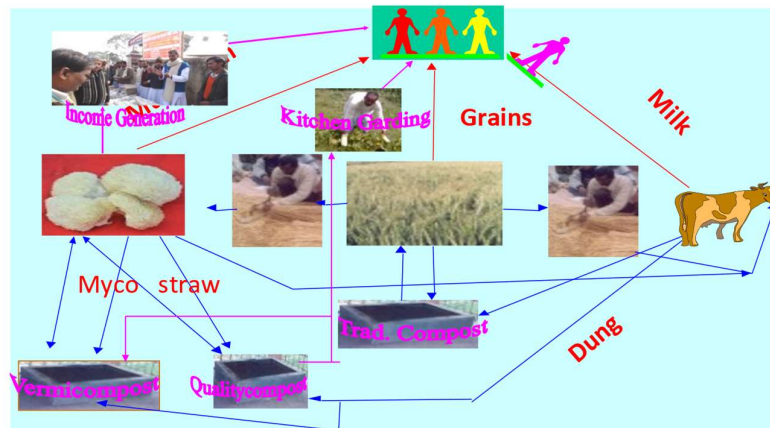 Income Generation
Kitchen Garding
Grains
Milk
Myco straw
Trad. Compost
Dung
Vermicompost
Qualitycompost